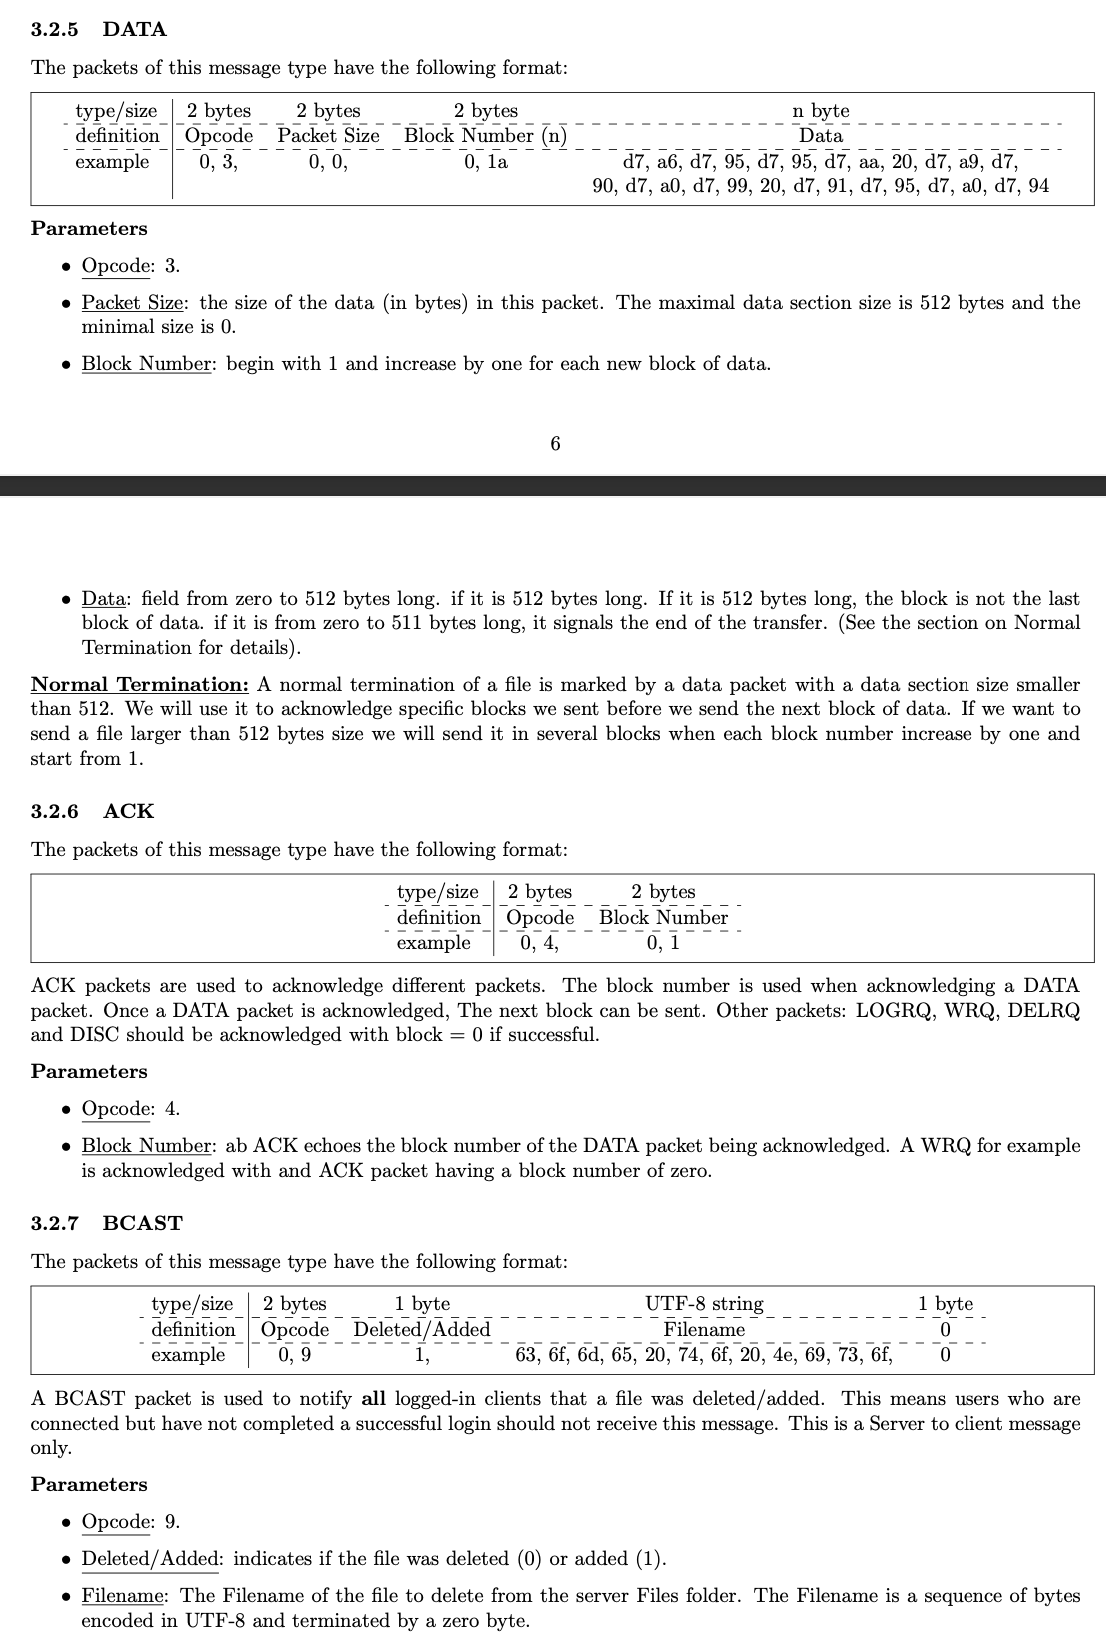 3.2.5 DATA
The packets of this message type have the following format:
type/size 2 bytes 2 bytes 2 bytes n byte
definition Opcode Packet Size Block Number (n) Data
example 0, 3, 0, 0, 0, 1a d7, a6, d7, 95, d7, 95, d7, aa, 20, d7, a9, d7,
90, d7, a0, d7, 99, 20, d7, 91, d7, 95, d7, a0, d7, 94
Parameters
• Opcode: 3.
• Packet Size: the size of the data (in bytes) in this packet. The maximal data section size is 512 bytes and the
minimal size is 0.
• Block Number: begin with 1 and increase by one for each new block of data.
6
• Data: field from zero to 512 bytes long. if it is 512 bytes long. If it is 512 bytes long, the block is not the last
block of data. if it is from zero to 511 bytes long, it signals the end of the transfer. (See the section on Normal
Termination for details).
Normal Termination: A normal termination of a file is marked by a data packet with a data section size smaller
than 512. We will use it to acknowledge specific blocks we sent before we send the next block of data. If we want to
send a file larger than 512 bytes size we will send it in several blocks when each block number increase by one and
start from 1.
3.2.6 ACK
The packets of this message type have the following format:
type/size 2 bytes 2 bytes
definition Opcode Block Number
example 0, 4, 0, 1
ACK packets are used to acknowledge different packets. The block number is used when acknowledging a DATA
packet. Once a DATA packet is acknowledged, The next block can be sent. Other packets: LOGRQ, WRQ, DELRQ
and DISC should be acknowledged with block = 0 if successful.
Parameters
• Opcode: 4.
• Block Number: ab ACK echoes the block number of the DATA packet being acknowledged. A WRQ for example
is acknowledged with and ACK packet having a block number of zero.
3.2.7 BCAST
The packets of this message type have the following format:
type/size 2 bytes 1 byte UTF-8 string 1 byte
definition Opcode Deleted/Added Filename 0
example 0, 9 1, 63, 6f, 6d, 65, 20, 74, 6f, 20, 4e, 69, 73, 6f, 0
A BCAST packet is used to notify all logged-in clients that a file was deleted/added. This means users who are
connected but have not completed a successful login should not receive this message. This is a Server to client message
only.
Parameters
• Opcode: 9.
• Deleted/Added: indicates if the file was deleted (0) or added (1).
• Filename: The Filename of the file to delete from the server Files folder. The Filename is a sequence of bytes
encoded in UTF-8 and terminated by a zero byte.